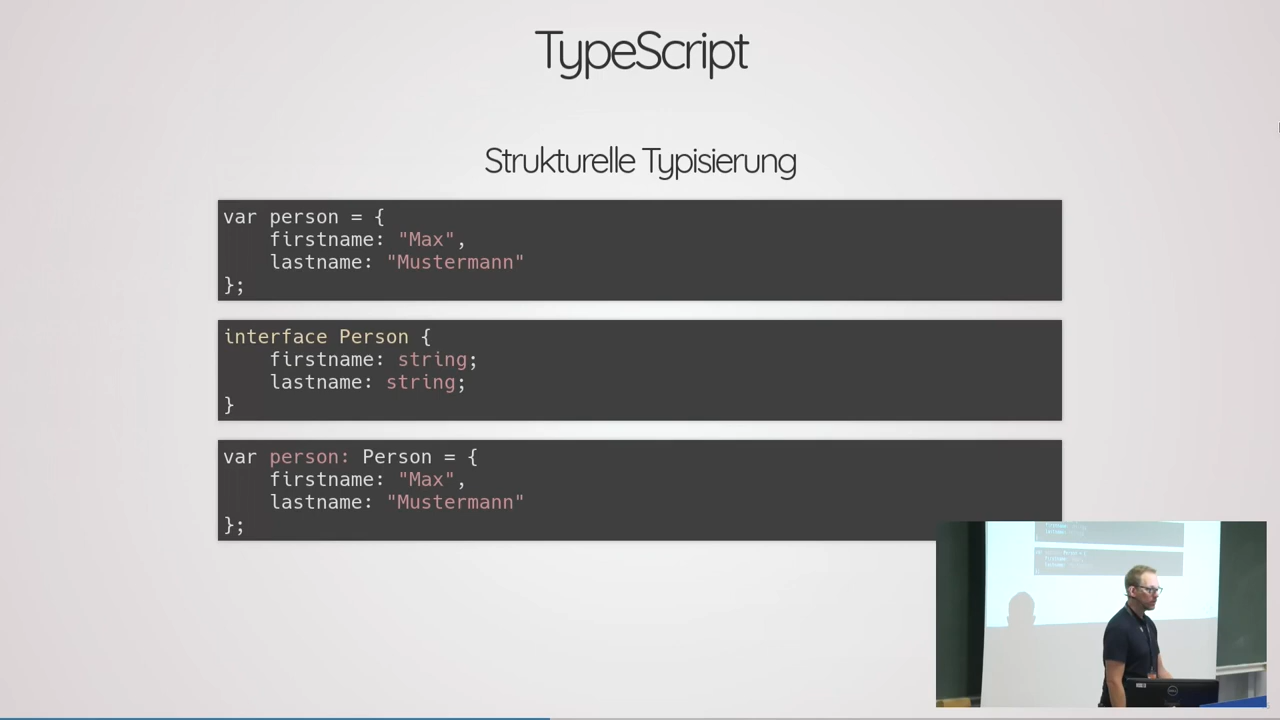 TypeScript
Strukturelle Typisierung
var person = {
    firstname: "Max",
    lastname: "Mustermann"
};
interface Person {
    firstname: string;
    lastname: string;
}
var person: Person = {
    firstname: "Max",
    lastname: "Mustermann"
};